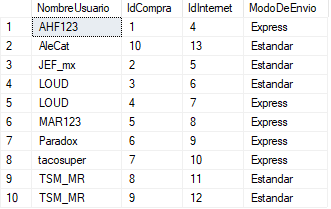 NombreUsuario IdCompra IdInternet ModoDeEnvio
1 AHF123 1 4 Express
2 AleCat 10 13 Estandar
3 JEF_mx 2 5 Estandar
4 LOUD 3 6 Estandar
5 LOUD 4 7 Express
6 MAR123 5 8 Express
7 Paradox 6 9 Express
8 tacosuper 7 10 Express
9 TSM_MR 8 11 Estandar
10 TSM_MR 9 12 Estandar